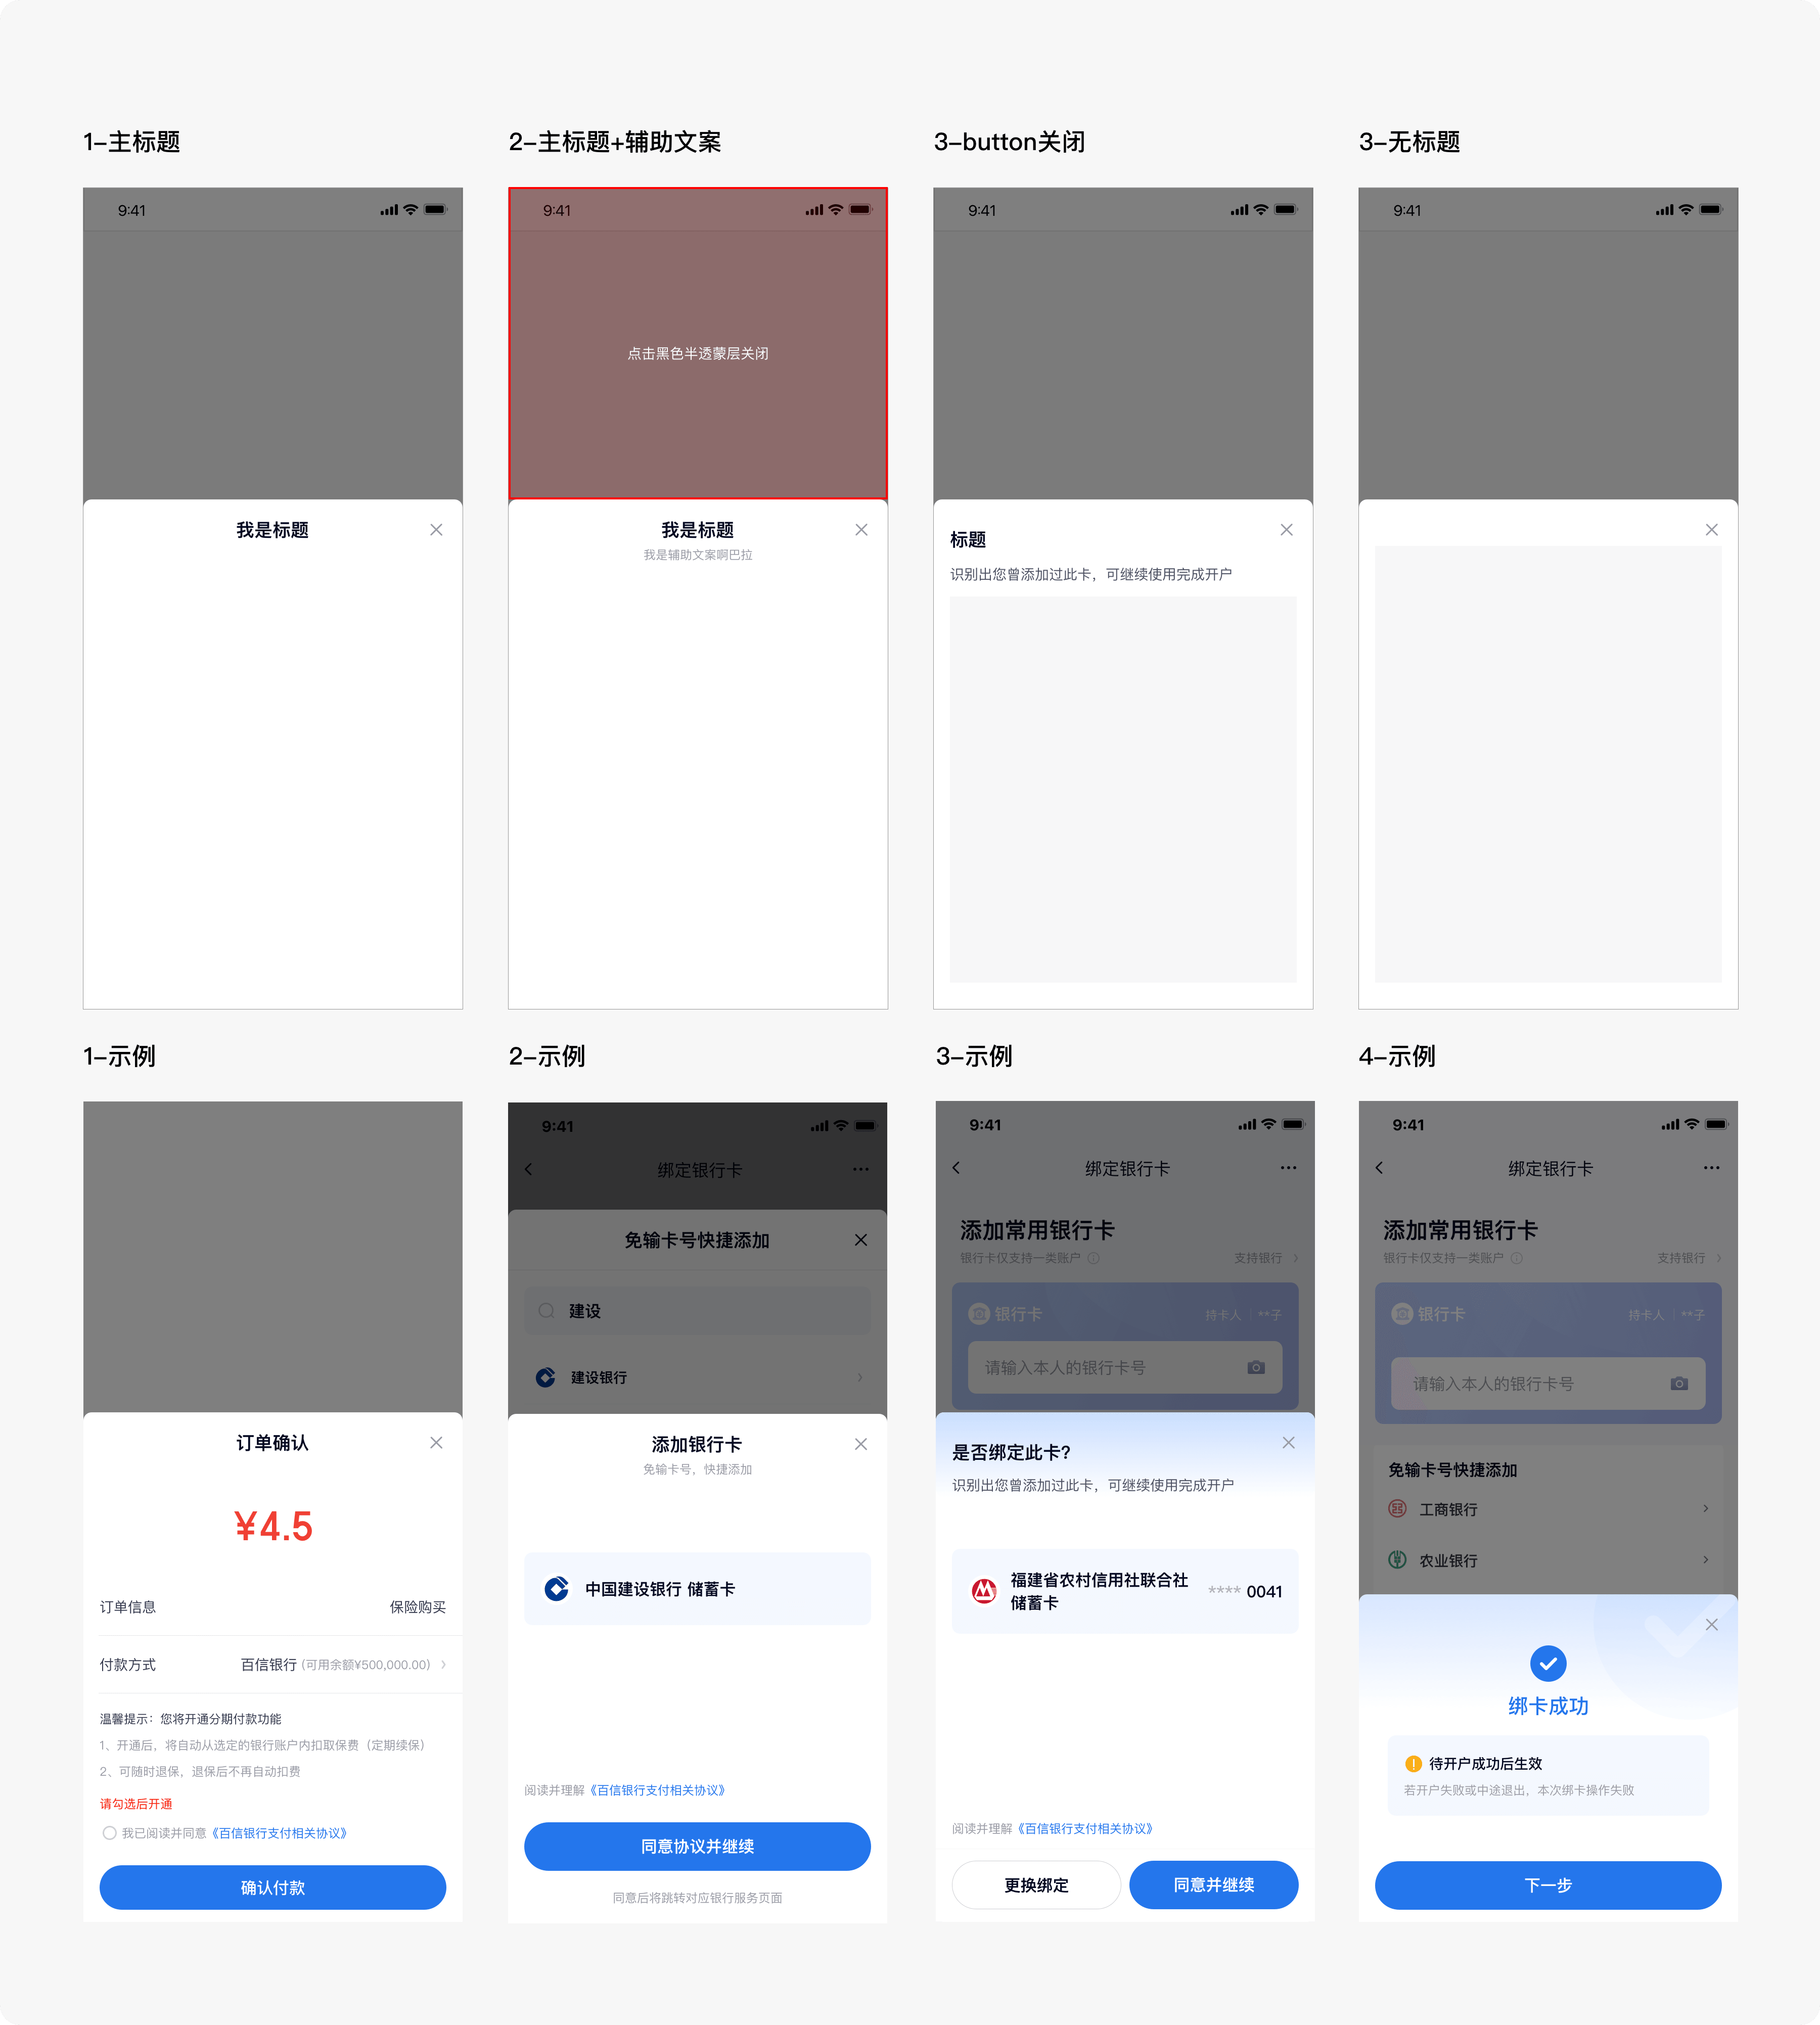 1-主标题
9:41
我是标题
2-主标题+辅助文案
9:41
点击黑色半透蒙层关闭
我是标题
我是辅助文案啊巴拉
3-button关闭
9:41
标题
识别出您曾添加过此卡，可继续使用完成开户
3-无标题
9:41
1-示例
订单确认
¥4.5
订单信息 保险购买
付款方式 百信银行 (可用余额¥500,000.00)
温馨提示：您将开通分期付款功能
1、开通后，将自动从选定的银行账户内扣取保费（定期续保）
2、可随时退保，退保后不再自动扣费
请勾选后开通
我已阅读并同意《百信银行支付相关协议》
确认付款
2-示例
9:41
绑定银行卡
免输卡号快捷添加
建设
建设银行
添加银行卡
免输卡号，快捷添加
中国建设银行 储蓄卡
阅读并理解《百信银行支付相关协议》
同意协议并继续
同意后将跳转对应银行服务页面
3-示例
9:41
绑定银行卡
添加常用银行卡
银行卡仅支持一类账户 支持银行
银行卡 持卡人 **子
请输入本人的银行卡号
是否绑定此卡？
识别出您曾添加过此卡，可继续使用完成开户
福建省农村信用社联合社
储蓄卡
**** 0041
阅读并理解《百信银行支付相关协议》
更换绑定 同意并继续
4-示例
9:41
绑定银行卡
添加常用银行卡
银行卡仅支持一类账户 支持银行
银行卡 持卡人 **子
请输入本人的银行卡号
免输卡号快捷添加
工商银行
农业银行
绑卡成功
待开户成功后生效
若开户失败或中途退出，本次绑卡操作失败
下一步